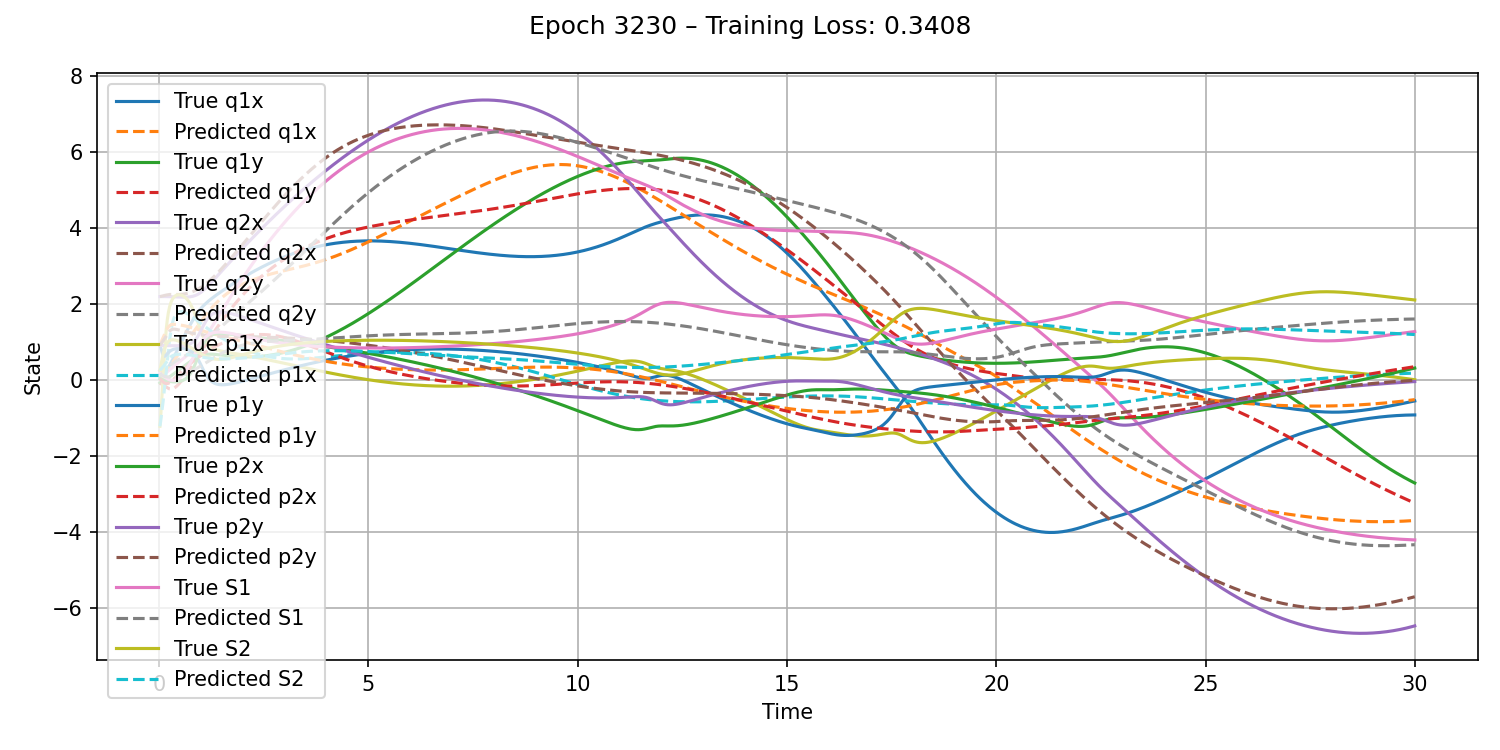 Epoch 3230 – Training Loss: 0.3408
8
6
4
2
0
−2
−4
−6
State
True q1x
Predicted q1x
True q1y
Predicted q1y
True q2x
Predicted q2x
True q2y
Predicted q2y
True p1x
Predicted p1x
True p1y
Predicted p1y
True p2x
Predicted p2x
True p2y
Predicted p2y
True S1
Predicted S1
True S2
Predicted S2
0 5 10 15 20 25 30
Time